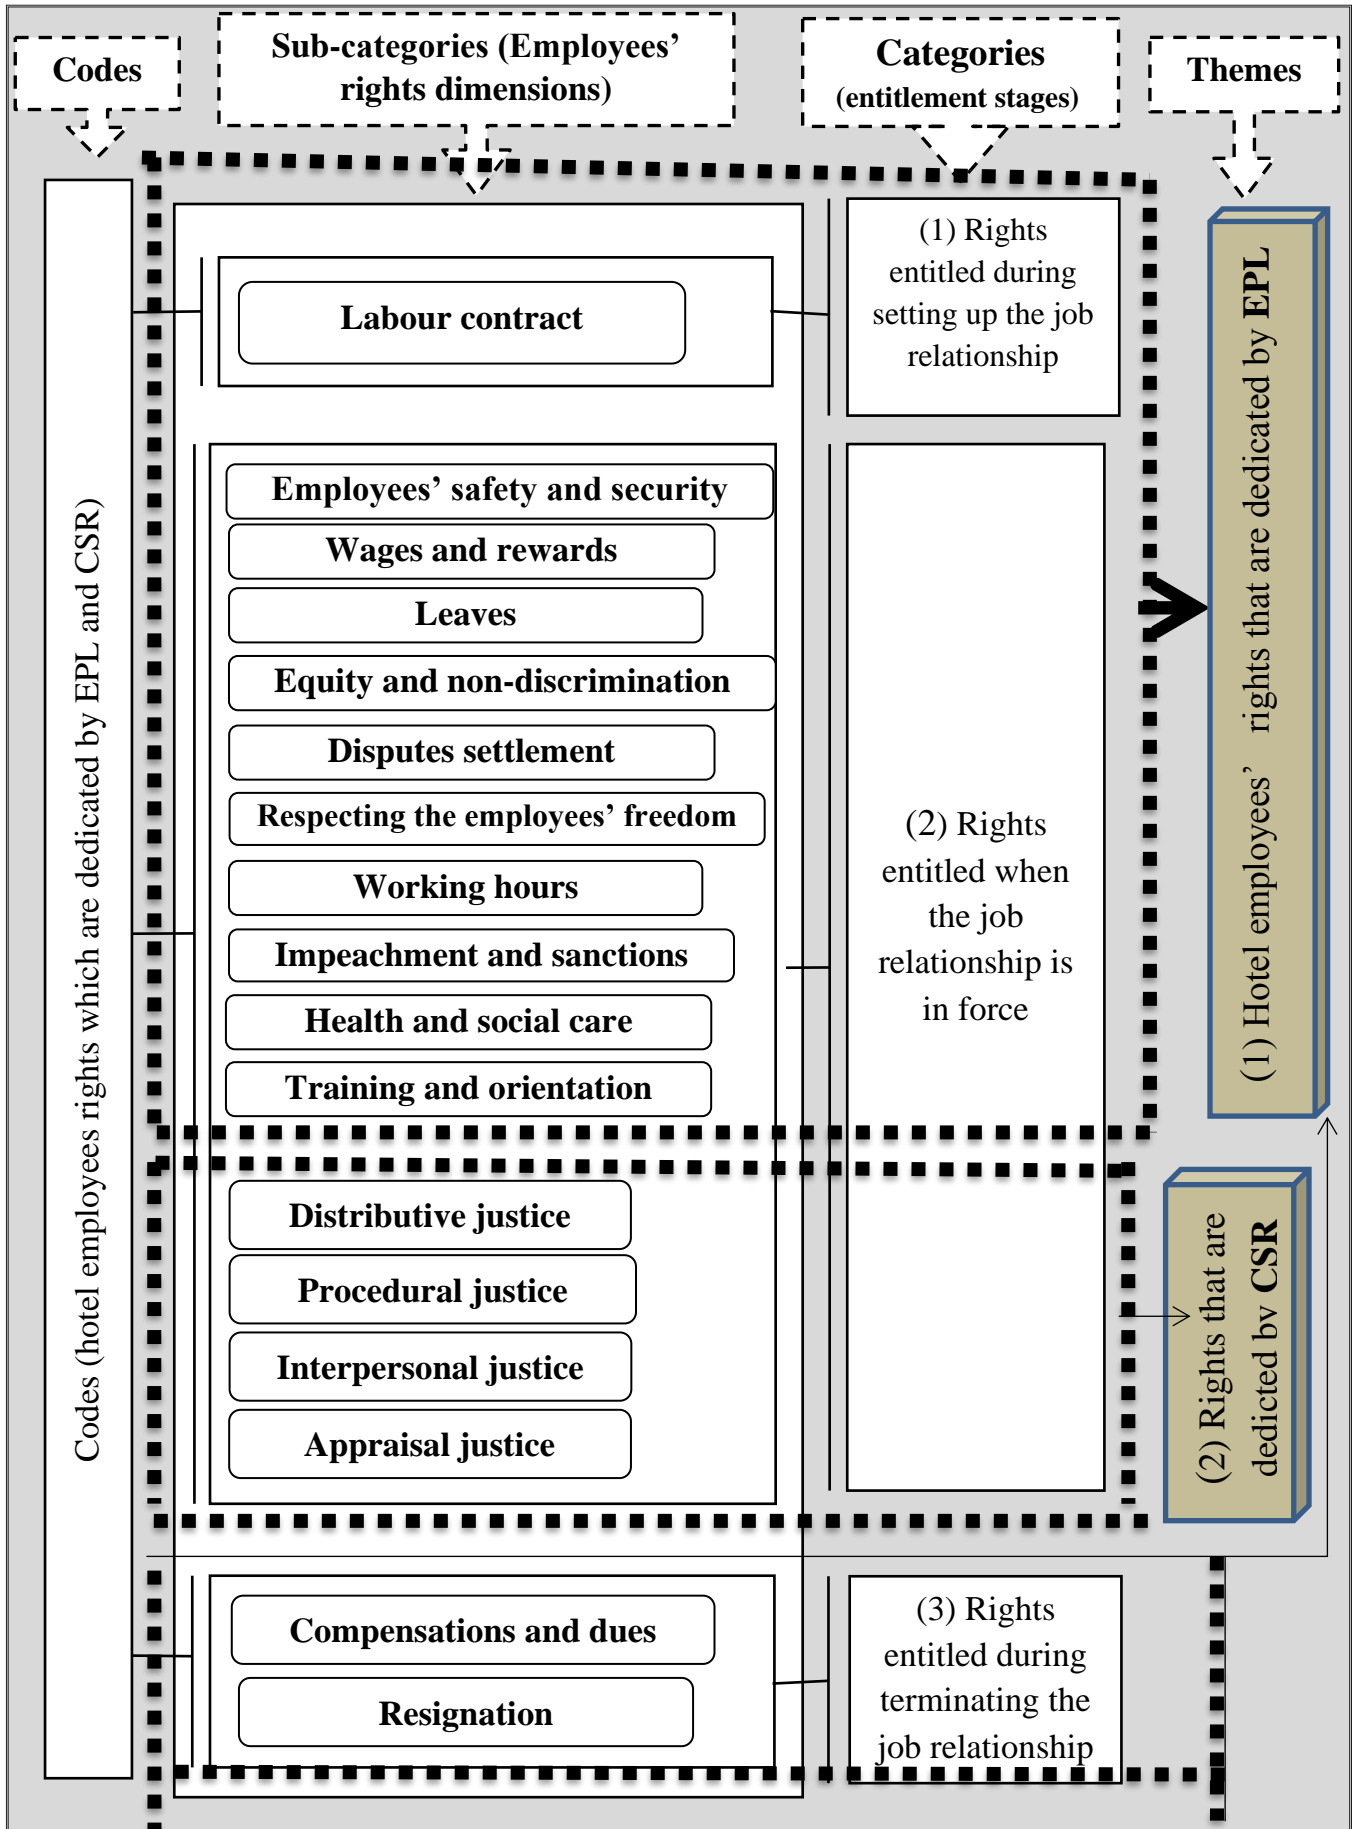 Codes
Sub-categories (Employees’
rights dimensions)
Categories
(entitlement stages)
Themes
Codes (hotel employees rights which are dedicated by EPL and CSR)
Labour contract
(1) Rights
entitled during
setting up the job
relationship
Employees’ safety and security
Wages and rewards
Leaves
Equity and non-discrimination
Disputes settlement
Respecting the employees’ freedom
Working hours
Impeachment and sanctions
Health and social care
Training and orientation
Distributive justice
Procedural justice
Interpersonal justice
Appraisal justice
(2) Rights
entitled when
the job
relationship is
in force
Compensations and dues
Resignation
(3) Rights
entitled during
terminating the
job relationship
(1) Hotel employees’ rights that are dedicated by EPL
(2) Rights that are
dedicted by CSR